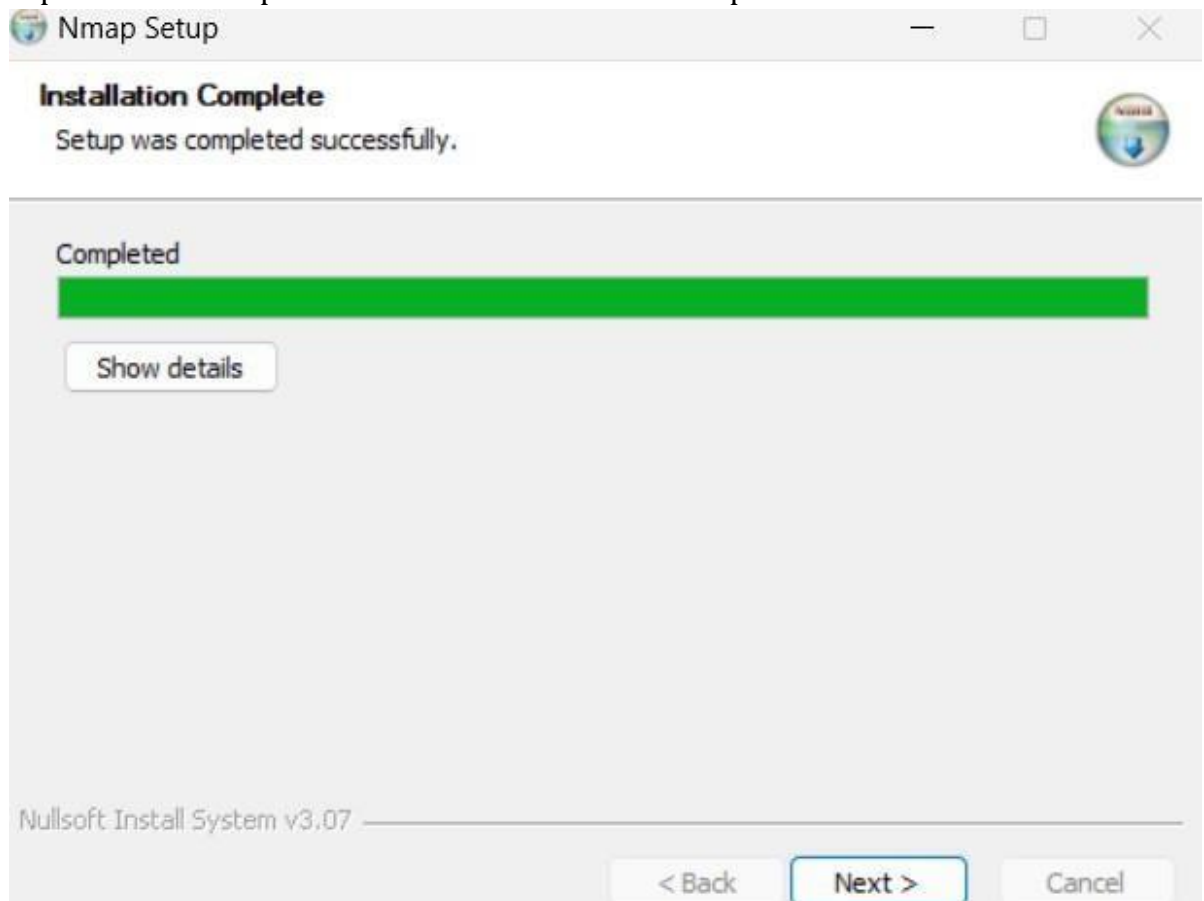 Nmap Setup
Installation Complete
Setup was completed successfully.
Completed
Show details
Nullsoft Install System v3.07
< Back Next > Cancel